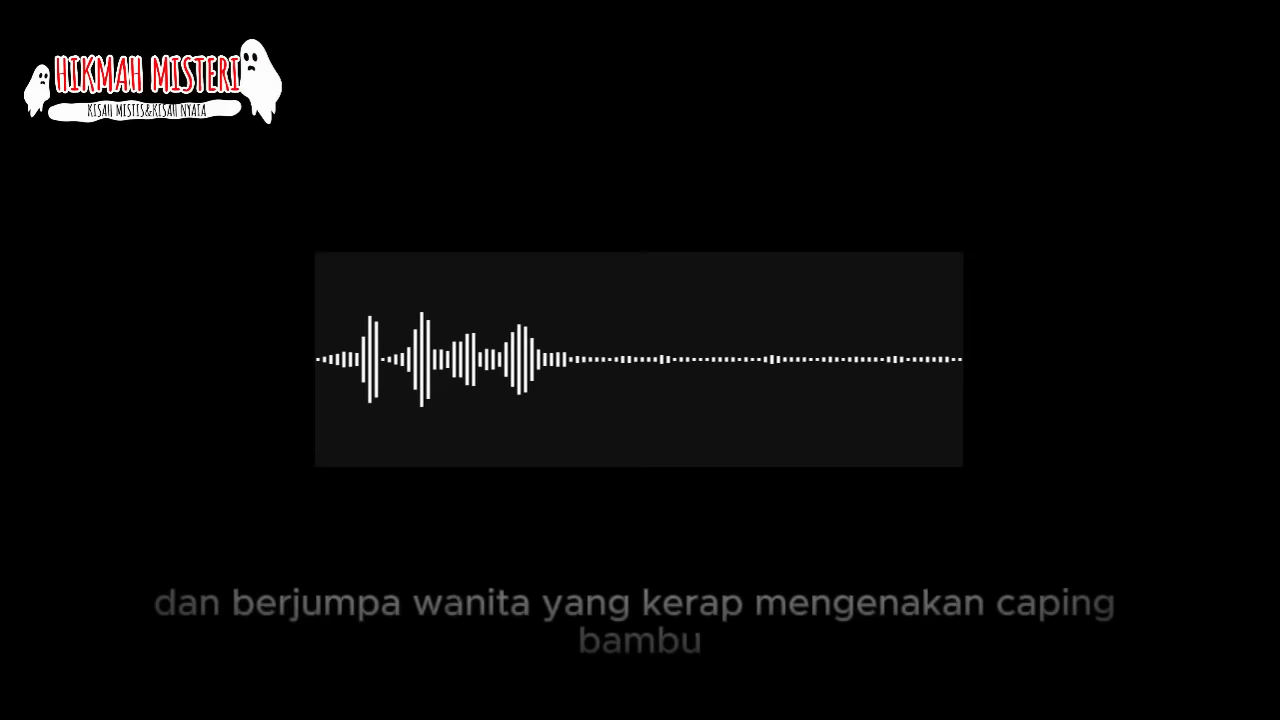 HIKMAH MISTERI
KISAH MISTIS&KISAH NYATA
dan berjumpa wanita yang kerap mengenakan caping
bambu